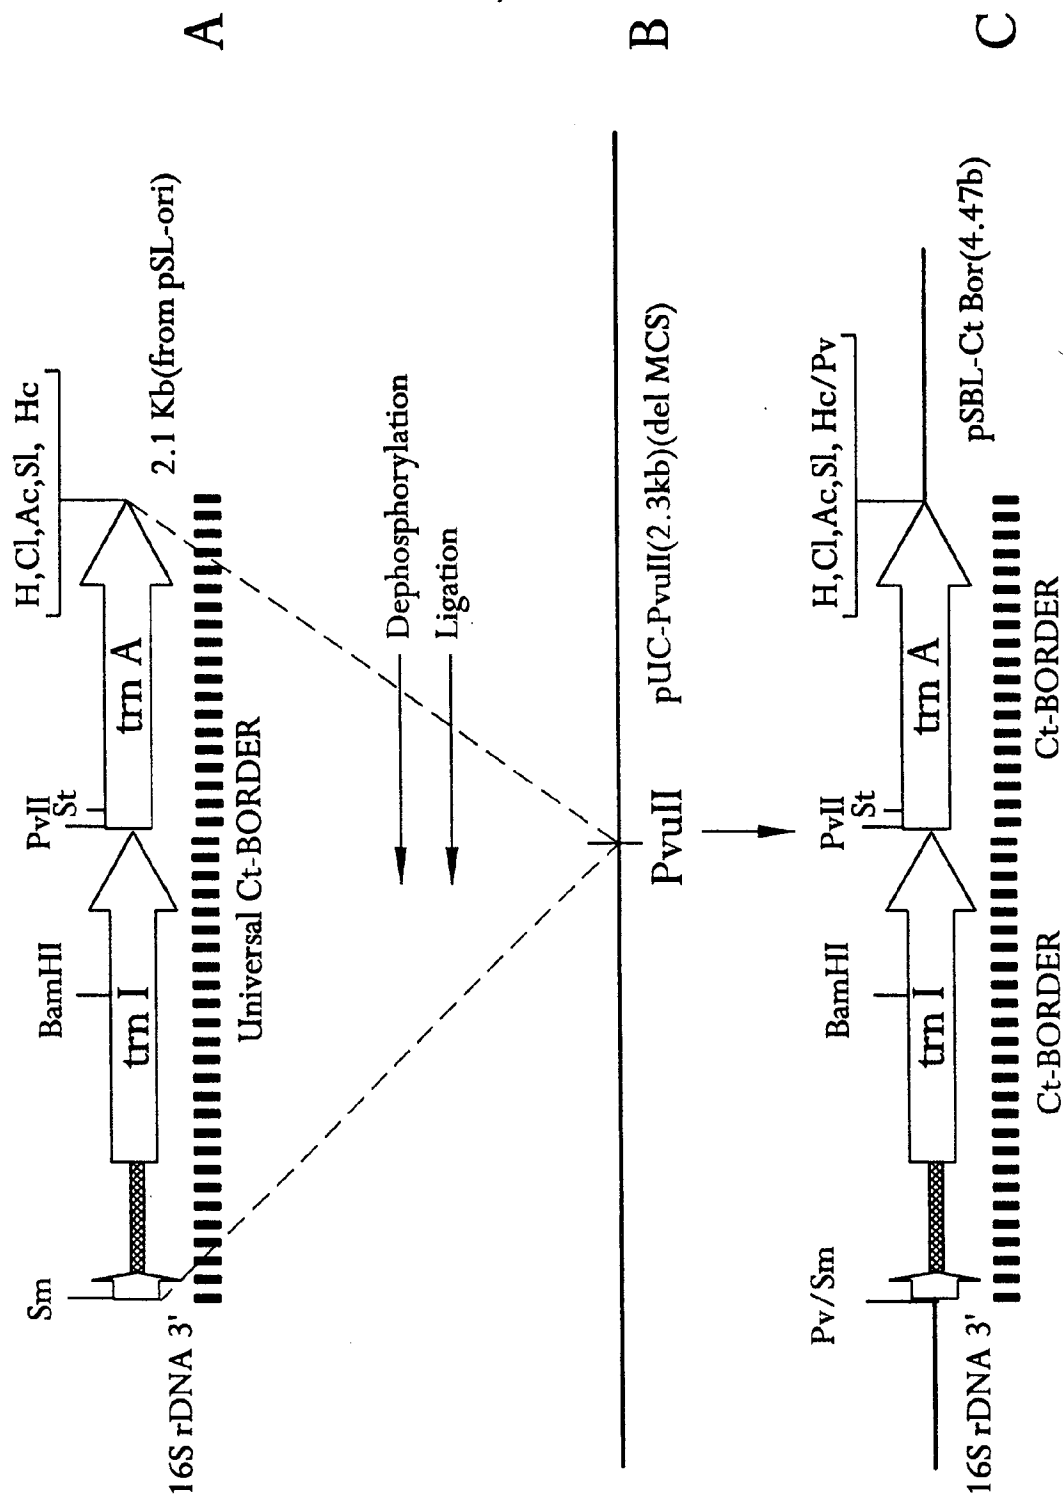 A
Sm
BamHI
PvII
St
H,Cl,Ac,Sl, Hc
trn I
trn A
16S rDNA 3'
2.1 Kb(from pSL-ori)
Universal Ct-BORDER
Dephosphorylation
Ligation
B
PvuII
pUC-PvuII(2.3kb)(del MCS)
C
Pv/Sm
BamHI
PvII
St
H,Cl,Ac,Sl, Hc/Pv
trn I
trn A
16S rDNA 3'
pSBL-Ct Bor(4.47b)
Ct-BORDER
Ct-BORDER